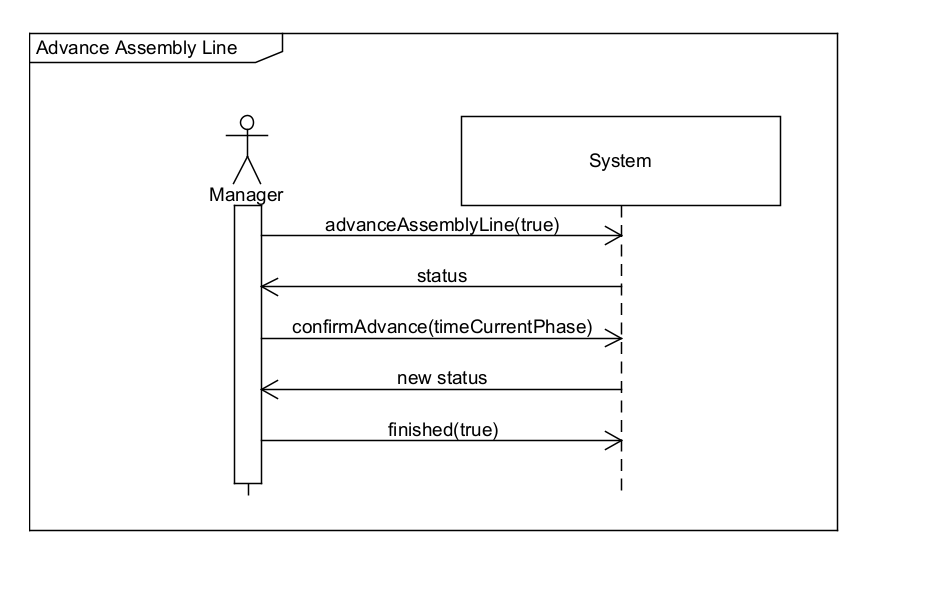 Advance Assembly Line
System
Manager
advanceAssemblyLine(true)
status
confirmAdvance(timeCurrentPhase)
new status
finished(true)